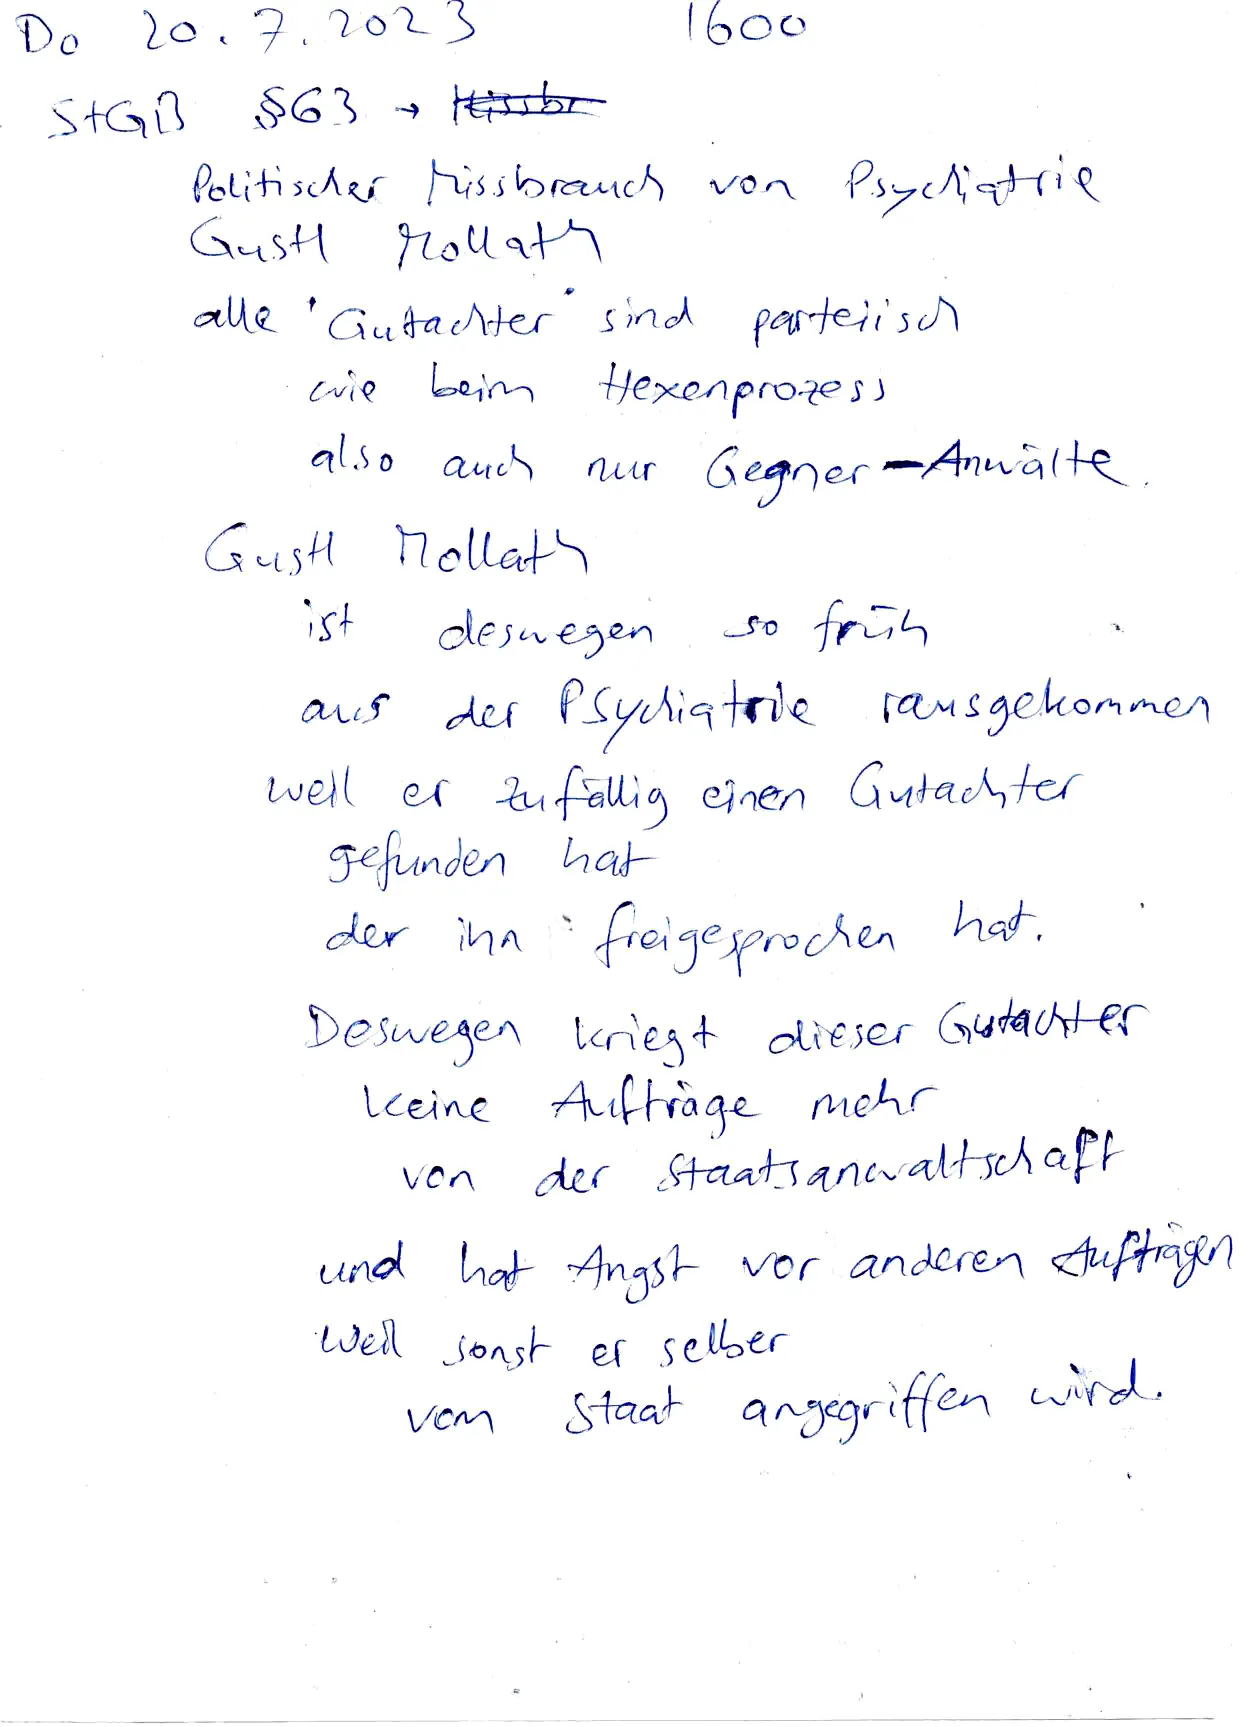 Do 20.7.2023 1600
StGB §63 → Missbr
Politischer Missbrauch von Psychiatrie
Gustl Mollath
alle "Gutachter" sind parteiisch
wie beim Hexenprozess
also auch nur Gegner-Anwälte.
Gustl Mollath
ist deswegen so früh
aus der Psychiatrie rausgekommen
weil er zufällig einen Gutachter
gefunden hat
der ihn freigesprochen hat.
Deswegen kriegt dieser Gutachter
keine Aufträge mehr
von der Staatsanwaltschaft
und hat Angst vor anderen Aufträgen
weil sonst er selber
vom Staat angegriffen wird.